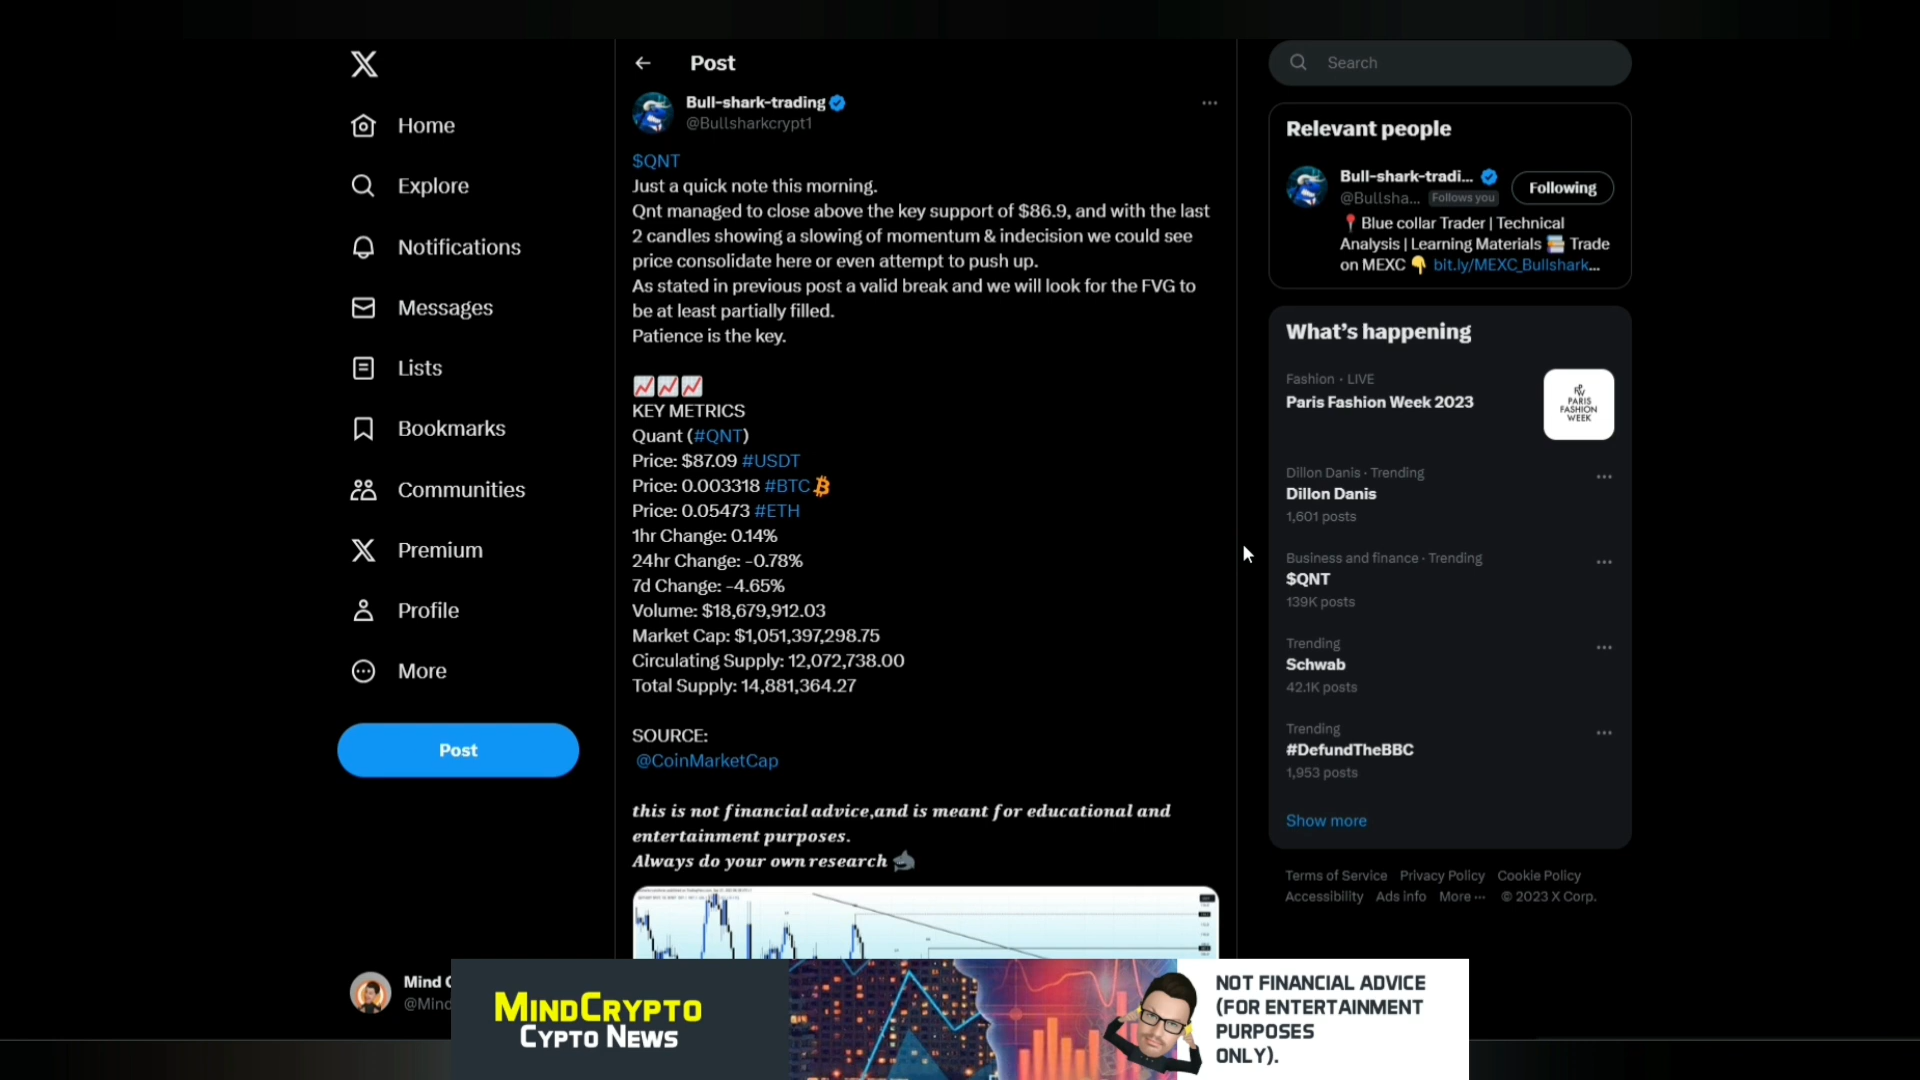 Home
Explore
Notifications
Messages
Lists
Bookmarks
Communities
Premium
Profile
More
Post
Mind
@Mind
Post
Bull-shark-trading
@Bullsharkcrypt1
$QNT
Just a quick note this morning.
Qnt managed to close above the key support of $86.9, and with the last
2 candles showing a slowing of momentum & indecision we could see
price consolidate here or even attempt to push up.
As stated in previous post a valid break and we will look for the FVG to
be at least partially filled.
Patience is the key.
KEY METRICS
Quant (#QNT)
Price: $87.09 #USDT
Price: 0.003318 #BTC
Price: 0.05473 #ETH
1hr Change: 0.14%
24hr Change: -0.78%
7d Change: -4.65%
Volume: $18,679,912.03
Market Cap: $1,051,397,298.75
Circulating Supply: 12,072,738.00
Total Supply: 14,881,364.27
SOURCE:
@CoinMarketCap
this is not financial advice,and is meant for educational and
entertainment purposes.
Always do your own research
Search
Relevant people
Bull-shark-tradi...
@Bullsha... Follows you
Following
Blue collar Trader | Technical
Analysis | Learning Materials Trade
on MEXC bit.ly/MEXC_Bullshark...
What's happening
Fashion · LIVE
Paris Fashion Week 2023
PARIS
FASHION
WEEK
Dillon Danis · Trending
Dillon Danis
1,601 posts
Business and finance · Trending
$QNT
139K posts
Trending
Schwab
42.1K posts
Trending
#DefundTheBBC
1,953 posts
Show more
Terms of Service Privacy Policy Cookie Policy
Accessibility Ads info More ... © 2023 X Corp.
MINDCRYPTO
CYPTO NEWS
NOT FINANCIAL ADVICE
(FOR ENTERTAINMENT
PURPOSES
ONLY).